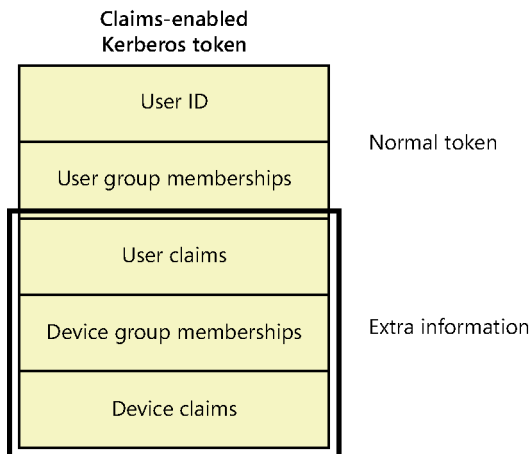 Claims-enabled
Kerberos token
User ID
Normal token
User group memberships
User claims
Device group memberships
Extra information
Device claims